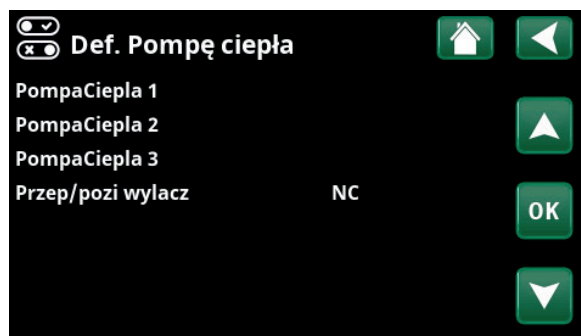 Def. Pompę ciepła
PompaCiepla 1
PompaCiepla 2
PompaCiepla 3
Przep/pozi wylacz NC
OK